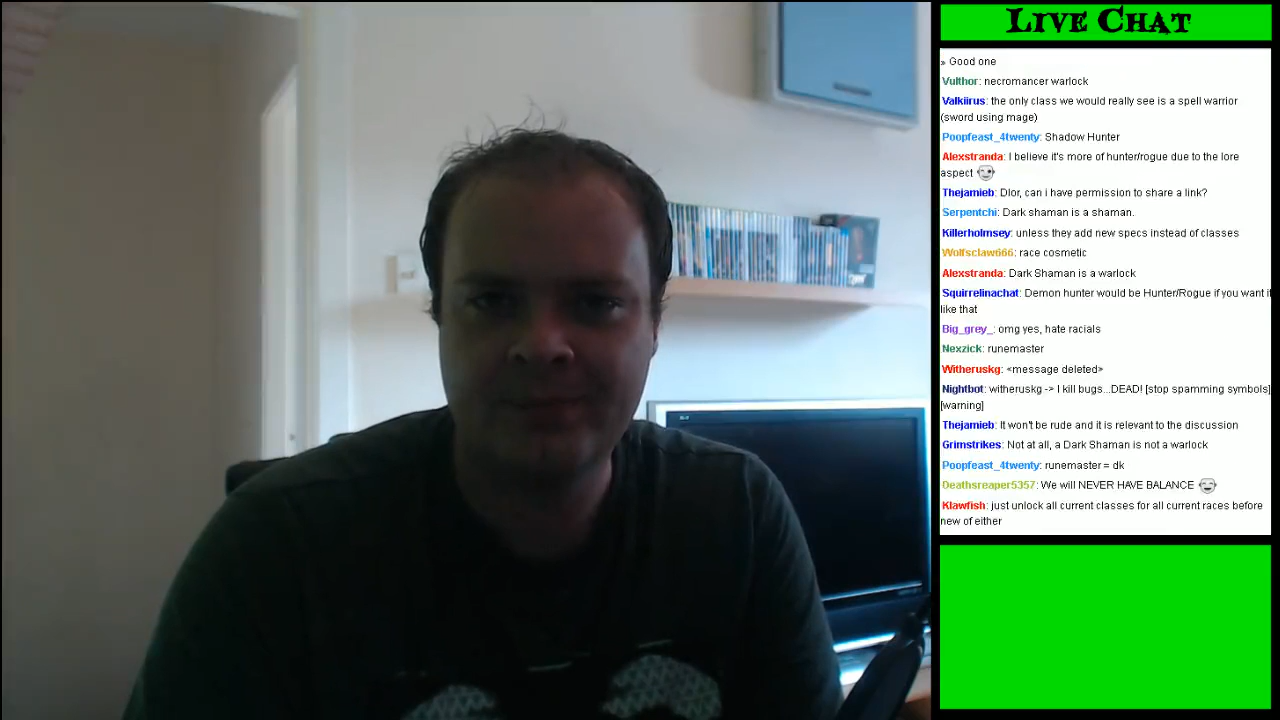 LIVE CHAT
» Good one
Vulthor: necromancer warlock
Valkiirus: the only class we would really see is a spell warrior
(sword using mage)
Poopfeast_4twenty: Shadow Hunter
Alexstranda: I believe it's more of hunter/rogue due to the lore
aspect
Thejamieb: Dlor, can i have permission to share a link?
Serpentchi: Dark shaman is a shaman.
Killerholmsey: unless they add new specs instead of classes
Wolfsclaw666: race cosmetic
Alexstranda: Dark Shaman is a warlock
Squirrelinachat: Demon hunter would be Hunter/Rogue if you want it
like that
Big_grey_: omg yes, hate racials
Nexzick: runemaster
Witheruskg: <message deleted>
Nightbot: witheruskg -> I kill bugs...DEAD! [stop spamming symbols]
[warning]
Thejamieb: It won't be rude and it is relevant to the discussion
Grimstrikes: Not at all, a Dark Shaman is not a warlock
Poopfeast_4twenty: runemaster = dk
Deathsreaper5357: We will NEVER HAVE BALANCE
Klawfish: just unlock all current classes for all current races before
new of either